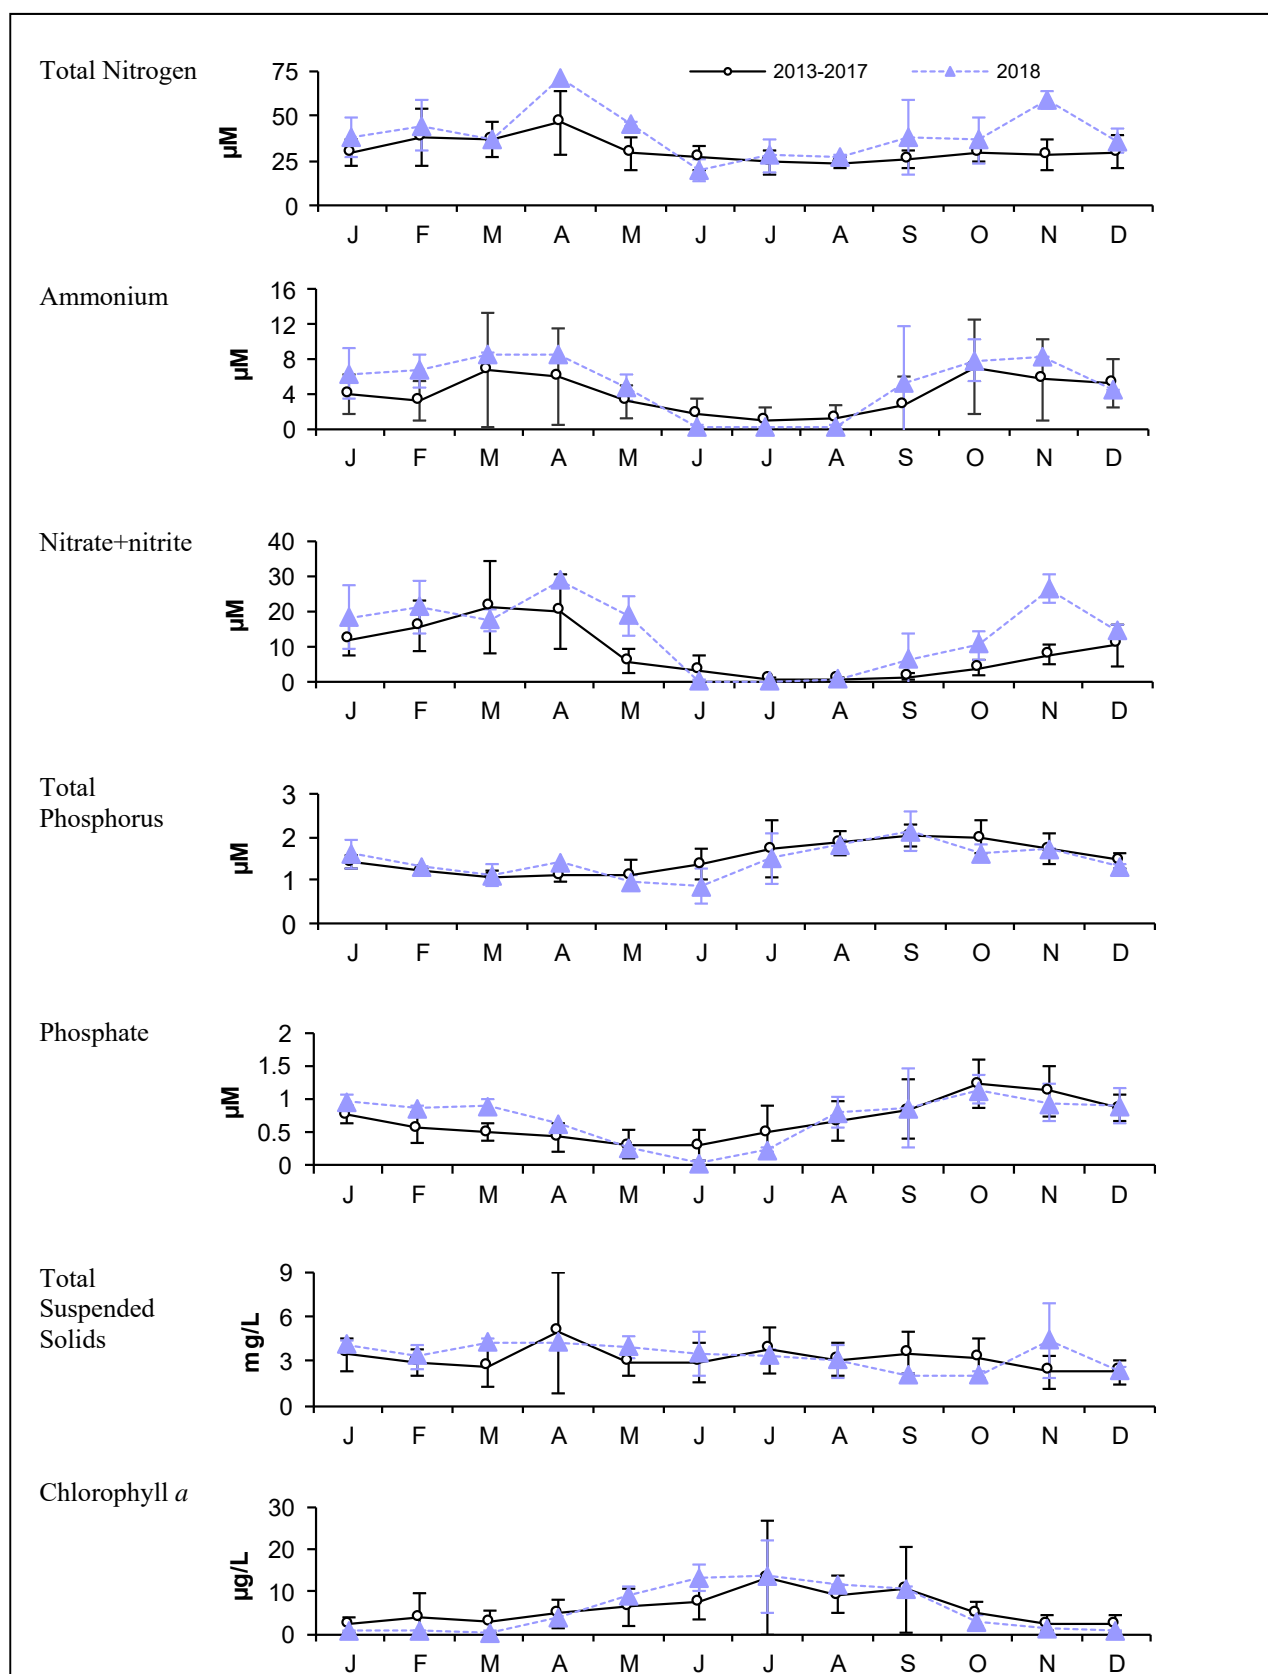 Total Nitrogen
2013-2017
2018
µM
75
50
25
0
J F M A M J J A S O N D
Ammonium
µM
16
12
8
4
0
J F M A M J J A S O N D
Nitrate+nitrite
µM
40
30
20
10
0
J F M A M J J A S O N D
Total
Phosphorus
µM
3
2
1
0
J F M A M J J A S O N D
Phosphate
µM
2
1.5
1
0.5
0
J F M A M J J A S O N D
Total
Suspended
Solids
mg/L
9
6
3
0
J F M A M J J A S O N D
Chlorophyll a
µg/L
30
20
10
0
J F M A M J J A S O N D